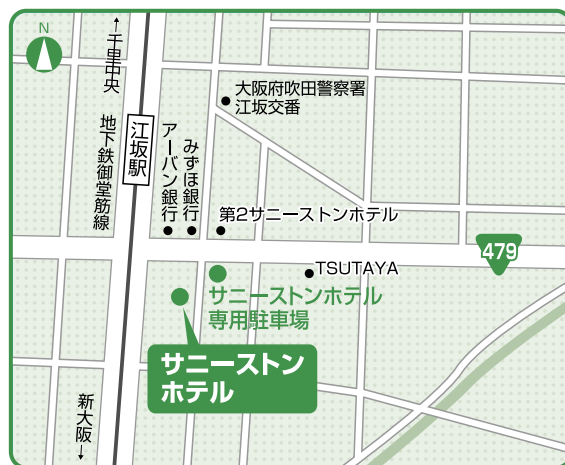 N
↑千里中央
地下鉄御堂筋線
江坂駅
アーバン銀行
みずほ銀行
大阪府吹田警察署
江坂交番
第2サニーストンホテル
479
TSUTAYA
サニーストンホテル
専用駐車場
サニーストン
ホテル
新大阪↓